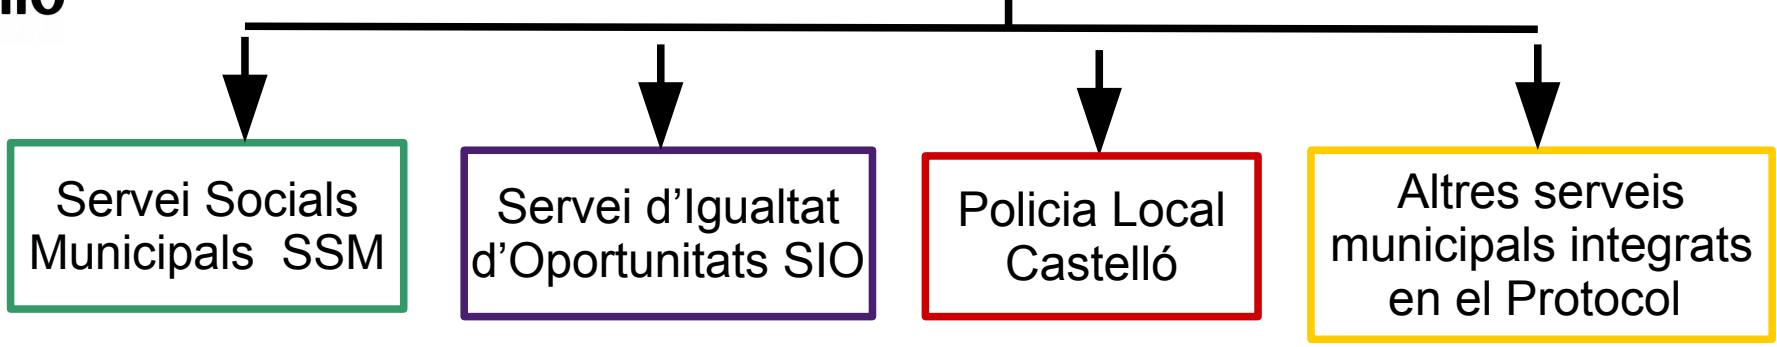 Servei Socials
Municipals SSM
Servei d’Igualtat
d’Oportunitats SIO
Policia Local
Castelló
Altres serveis
municipals integrats
en el Protocol